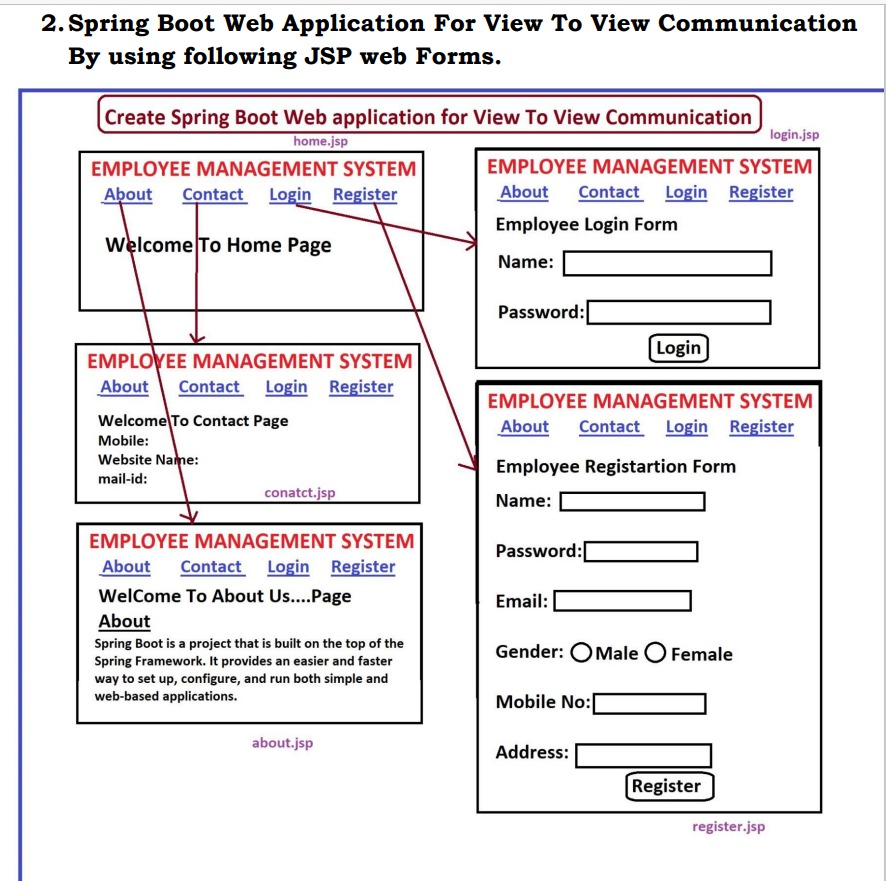 2. Spring Boot Web Application For View To View Communication
By using following JSP web Forms.
Create Spring Boot Web application for View To View Communication
home.jsp
EMPLOYEE MANAGEMENT SYSTEM
About Contact Login Register
Welcome To Home Page
login.jsp
EMPLOYEE MANAGEMENT SYSTEM
About Contact Login Register
Employee Login Form
Name:
Password:
Login
EMPLOYEE MANAGEMENT SYSTEM
About Contact Login Register
Welcome To Contact Page
Mobile:
Website Name:
mail-id:
conatct.jsp
EMPLOYEE MANAGEMENT SYSTEM
About Contact Login Register
WelCome To About Us....Page
About
Spring Boot is a project that is built on the top of the
Spring Framework. It provides an easier and faster
way to set up, configure, and run both simple and
web-based applications.
about.jsp
EMPLOYEE MANAGEMENT SYSTEM
About Contact Login Register
Employee Registartion Form
Name:
Password:
Email:
Gender: Male Female
Mobile No:
Address:
Register
register.jsp